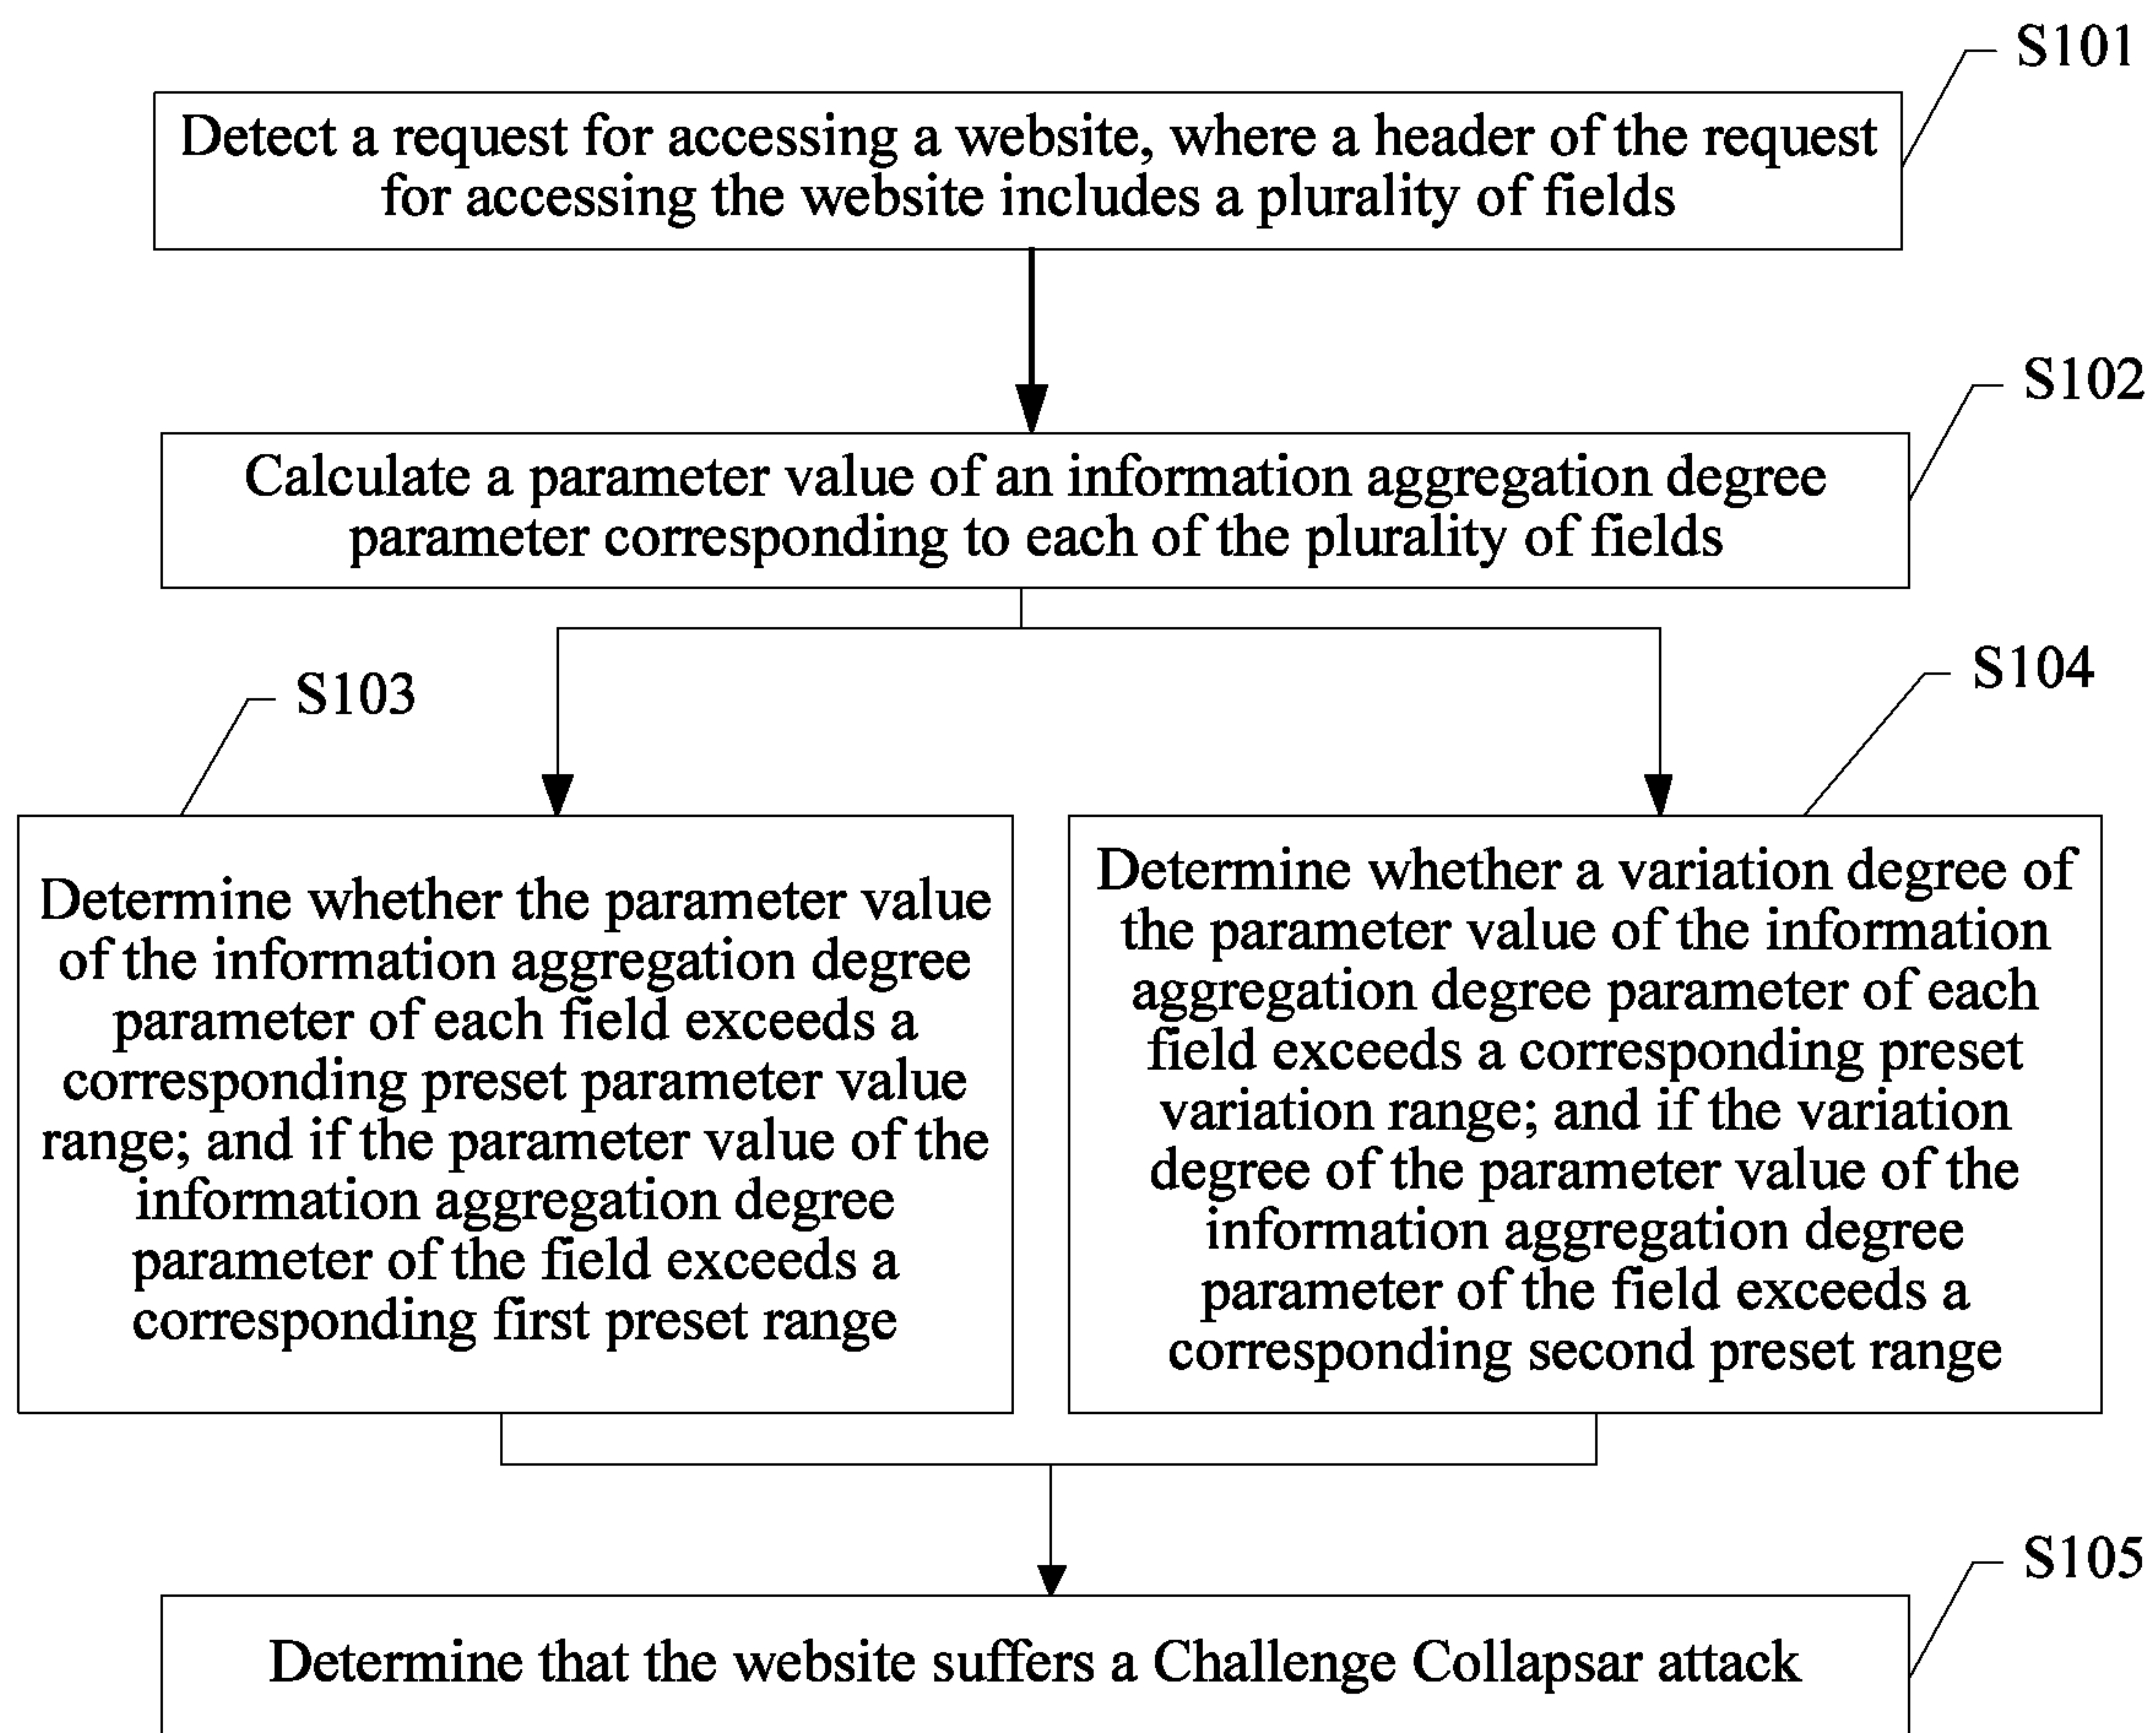 S101
Detect a request for accessing a website, where a header of the request
for accessing the website includes a plurality of fields
S102
Calculate a parameter value of an information aggregation degree
parameter corresponding to each of the plurality of fields
S103
S104
Determine whether the parameter value
of the information aggregation degree
parameter of each field exceeds a
corresponding preset parameter value
range; and if the parameter value of the
information aggregation degree
parameter of the field exceeds a
corresponding first preset range
Determine whether a variation degree of
the parameter value of the information
aggregation degree parameter of each
field exceeds a corresponding preset
variation range; and if the variation
degree of the parameter value of the
information aggregation degree
parameter of the field exceeds a
corresponding second preset range
S105
Determine that the website suffers a Challenge Collapsar attack